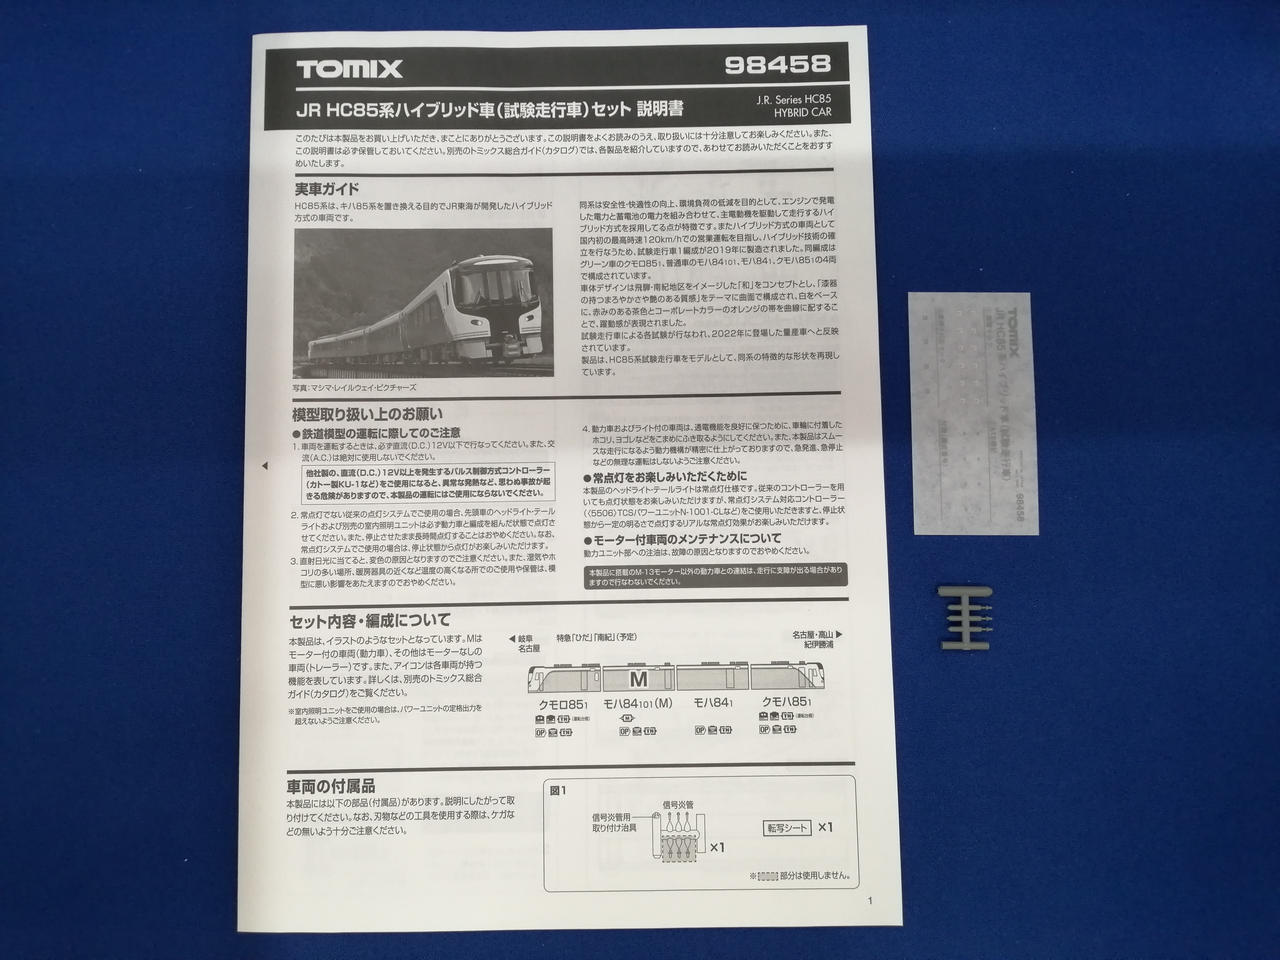 TOMIX
98458
JR HC85系ハイブリッド車(試験走行車)セット 説明書
J.R. Series HC85
HYBRID CAR
このたびは本製品をお買い上げいただき、まことにありがとうございます。この説明書をよくお読みのうえ、取り扱いには十分注意してお楽しみください。また、
この説明書は必ず保管しておいてください。別売のトミックス総合ガイド(カタログ)では、各製品を紹介していますので、あわせてお読みいただくことをおすす
めいたします。
実車ガイド
HC85系は、キハ85系を置き換える目的でJR東海が開発したハイブリッド
方式の車両です。
写真:マシマ・レイルウェイ・ピクチャーズ
同系は安全性・快適性の向上、環境負荷の低減を目的として、エンジンで発電
した電力と蓄電池の電力を組み合わせて、主電動機を駆動して走行するハイ
ブリッド方式を採用してる点が特徴です。またハイブリッド方式の車両として
国内初の最高時速120km/hでの営業運転を目指し、ハイブリッド技術の確
立を行なうため、試験走行車1編成が2019年に製造されました。同編成は
グリーン車のクモロ851、普通車のモハ84101、モハ841、クモハ851の4両
で構成されています。
車体デザインは飛騨・南紀地区をイメージした「和」をコンセプトとし、「漆器
の持つまろやかさや艶のある質感」をテーマに曲面で構成され、白をベース
に、赤みのある茶色とコーポレートカラーのオレンジの帯を曲線に配するこ
とで、躍動感が表現されました。
試験走行車による各試験が行なわれ、2022年に登場した量産車へと反映
されています。
製品は、HC85系試験走行車をモデルとして、同系の特徴的な形状を再現し
ています。
模型取り扱い上のお願い
●鉄道模型の運転に際してのご注意
1. 車両を運転するときは、必ず直流(D.C.)12V以下で行なってください。また、交
流(A.C.)は絶対に使用しないでください。
他社製の、直流(D.C.)12V以上を発生するパルス制御方式コントローラー
(カトー製KU-1など)をご使用になると、異常な発熱など、思わぬ事故が起
きる危険がありますので、本製品の運転にはご使用にならないでください。
2. 常点灯でない従来の点灯システムでご使用の場合、先頭車のヘッドライト・テール
ライトおよび別売の室内照明ユニットは必ず動力車と編成を組んだ状態で点灯さ
せてください。また、停止させたまま長時間点灯することはおやめください。なお、
常点灯システムでご使用の場合は、停止状態から点灯がお楽しみいただけます。
3. 直射日光に当てると、変色の原因となりますのでご注意ください。また、湿気やホ
コリの多い場所、暖房器具の近くなど温度の高くなる所でのご使用や保管は、模
型に悪い影響をあたえますのでおやめください。
4. 動力車およびライト付の車両は、通電機能を良好に保つために、車輪に付着した
ホコリ、ヨゴレなどをこまめにふき取るようにしてください。また、本製品はスムー
スな走行になるよう動力機構が精密に仕上がっておりますので、急発進、急停止
などの無理な運転はしないようご注意ください。
●常点灯をお楽しみいただくために
本製品のヘッドライト・テールライトは常点灯仕様です。従来のコントローラーを用
いても点灯状態をお楽しみいただけますが、常点灯システム対応コントローラー
(〈5506〉TCSパワーユニットN-1001-CLなど)をご使用いただきますと、停止状
態から一定の明るさで点灯するリアルな常点灯効果がお楽しみいただけます。
●モーター付車両のメンテナンスについて
動力ユニット部への注油は、故障の原因となりますのでおやめください。
本製品に搭載のM-13モーター以外の動力車との連結は、走行に支障が出る場合があり
ますので行なわないでください。
セット内容・編成について
本製品は、イラストのようなセットとなっています。Mは
モーター付の車両(動力車)、その他はモーターなしの
車両(トレーラー)です。また、アイコンは各車両が持つ
機能を表しています。詳しくは、別売のトミックス総合
ガイド(カタログ)をご覧ください。
※室内照明ユニットをご使用の場合は、パワーユニットの定格出力を
超えないようご注意ください。
◀岐阜
名古屋
特急「ひだ」「南紀」(予定)
名古屋・高山▶
紀伊勝浦
M
クモロ851
モハ84101(M)
モハ841
クモハ851
車両の付属品
本製品には以下の部品(付属品)があります。説明にしたがって取
り付けてください。なお、刃物などの工具を使用する際は、ケガな
どの無いよう十分ご注意ください。
図1
信号炎管
信号炎管用
取り付け治具
×1
転写シート ×1
※ 部分は使用しません。
1
TOMIX
JR HC85系ハイブリッド車(試験走行車)
98458